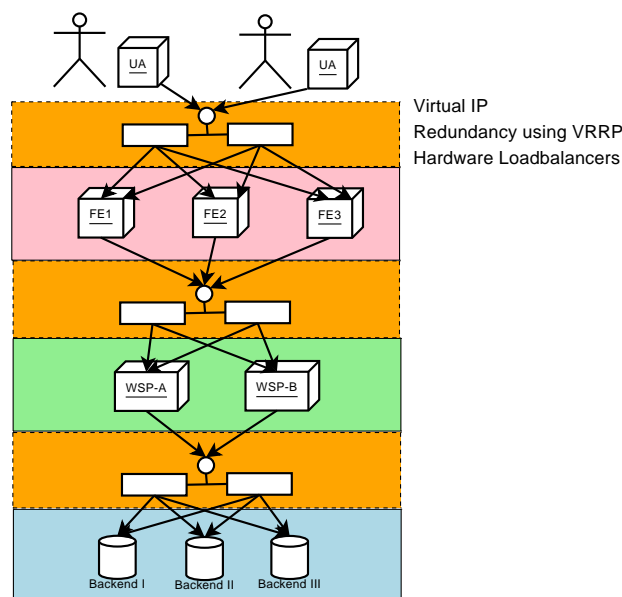 UA
UA
Virtual IP
Redundancy using VRRP
Hardware Loadbalancers
FE1
FE2
FE3
WSP-A
WSP-B
Backend I
Backend II
Backend III